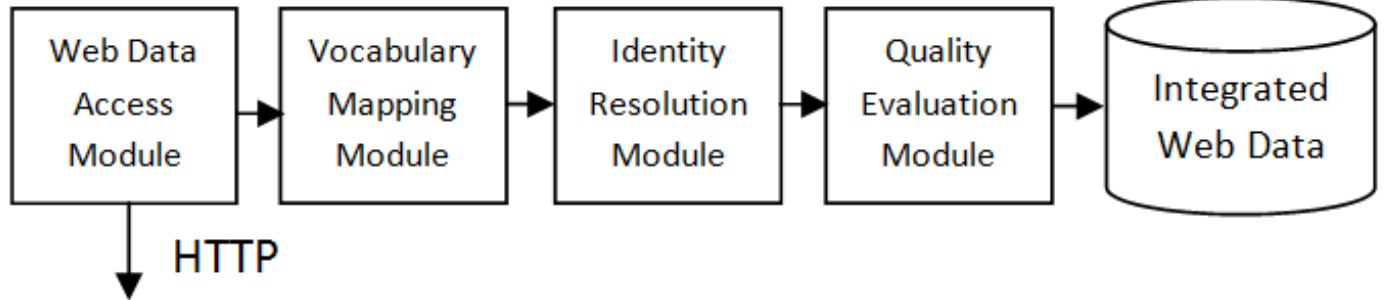 Web Data
Access
Module
Vocabulary
Mapping
Module
Identity
Resolution
Module
Quality
Evaluation
Module
Integrated
Web Data
HTTP